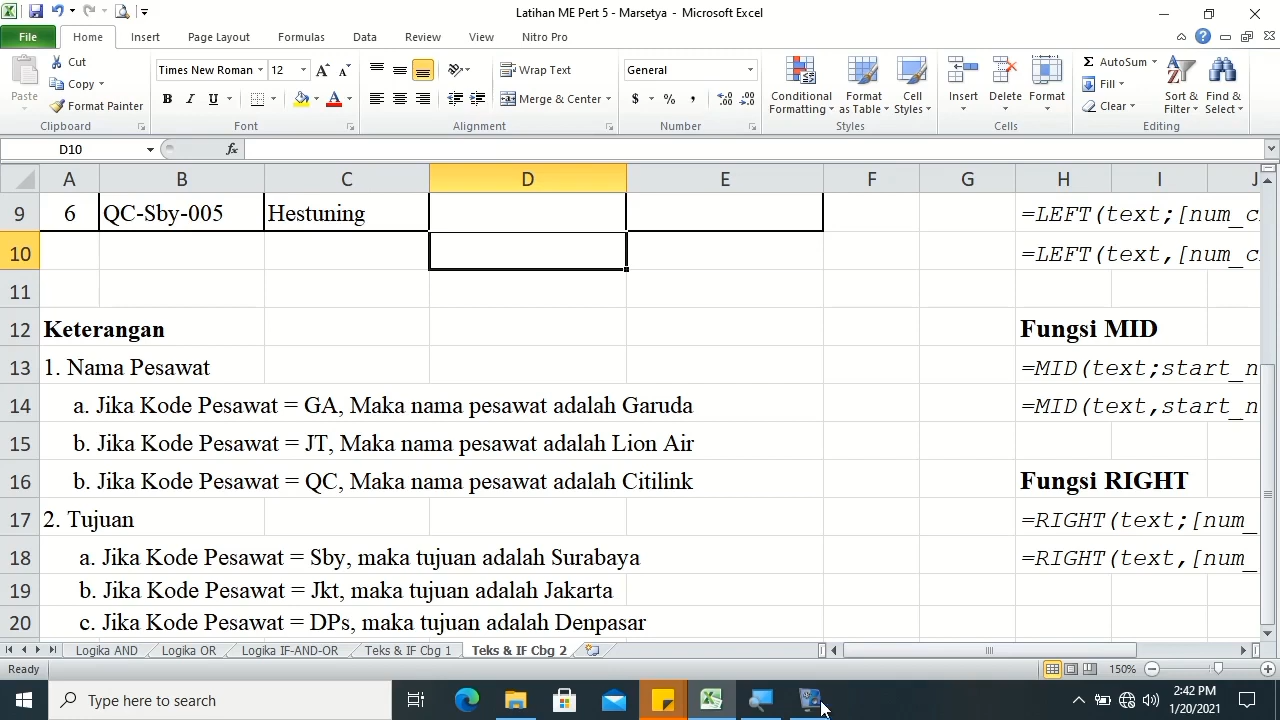 Latihan ME Pert 5 - Marsetya - Microsoft Excel
File Home Insert Page Layout Formulas Data Review View Nitro Pro
Paste
Cut
Copy
Format Painter
Clipboard
Times New Roman 12
B I U
A A A
Font
Wrap Text
Merge & Center
Alignment
General
$ % ,
Number
Conditional Formatting
Format as Table
Cell Styles
Styles
Insert Delete Format
Cells
Σ AutoSum
Fill
Clear
Sort & Filter
Find & Select
Editing
D10 fx
A B C D E F G H I J
9 6 QC-Sby-005 Hestuning =LEFT(text;[num_c
10 =LEFT(text,[num_c
11
12 Keterangan Fungsi MID
13 1. Nama Pesawat =MID(text;start_n
14 a. Jika Kode Pesawat = GA, Maka nama pesawat adalah Garuda =MID(text,start_n
15 b. Jika Kode Pesawat = JT, Maka nama pesawat adalah Lion Air
16 b. Jika Kode Pesawat = QC, Maka nama pesawat adalah Citilink Fungsi RIGHT
17 2. Tujuan =RIGHT(text;[num_
18 a. Jika Kode Pesawat = Sby, maka tujuan adalah Surabaya =RIGHT(text,[num_
19 b. Jika Kode Pesawat = Jkt, maka tujuan adalah Jakarta
20 c. Jika Kode Pesawat = DPs, maka tujuan adalah Denpasar
Logika AND Logika OR Logika IF-AND-OR Teks & IF Cbg 1 Teks & IF Cbg 2
Ready 150%
Type here to search
2:42 PM
1/20/2021